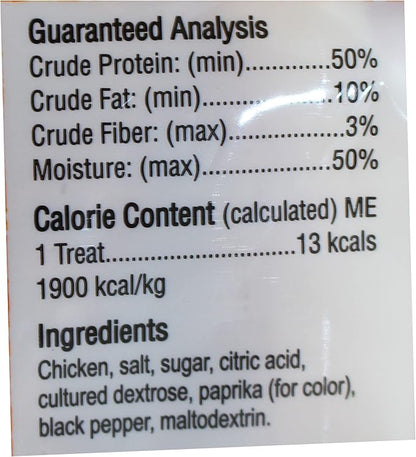 Guaranteed Analysis
Crude Protein: (min)..............50%
Crude Fat: (min)......................10%
Crude Fiber: (max)...................3%
Moisture: (max)......................50%
Calorie Content (calculated) ME
1 Treat...............................13 kcals
1900 kcal/kg
Ingredients
Chicken, salt, sugar, citric acid,
cultured dextrose, paprika (for color),
black pepper, maltodextrin.